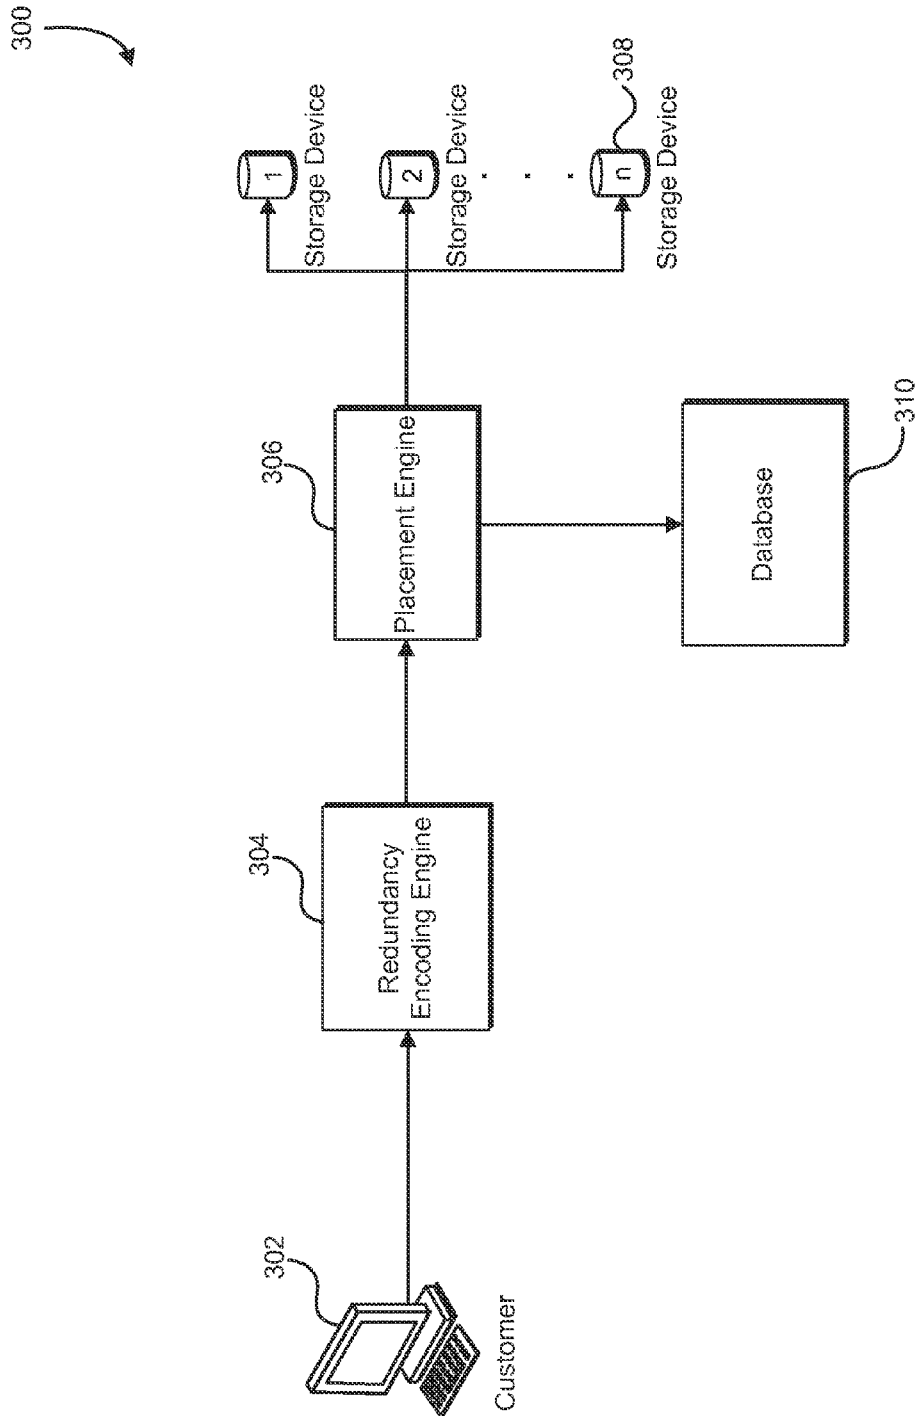 300
302
Customer
304
Redundancy
Encoding Engine
306
Placement Engine
1
Storage Device
2
Storage Device
. . .
n
308
Storage Device
Database
310